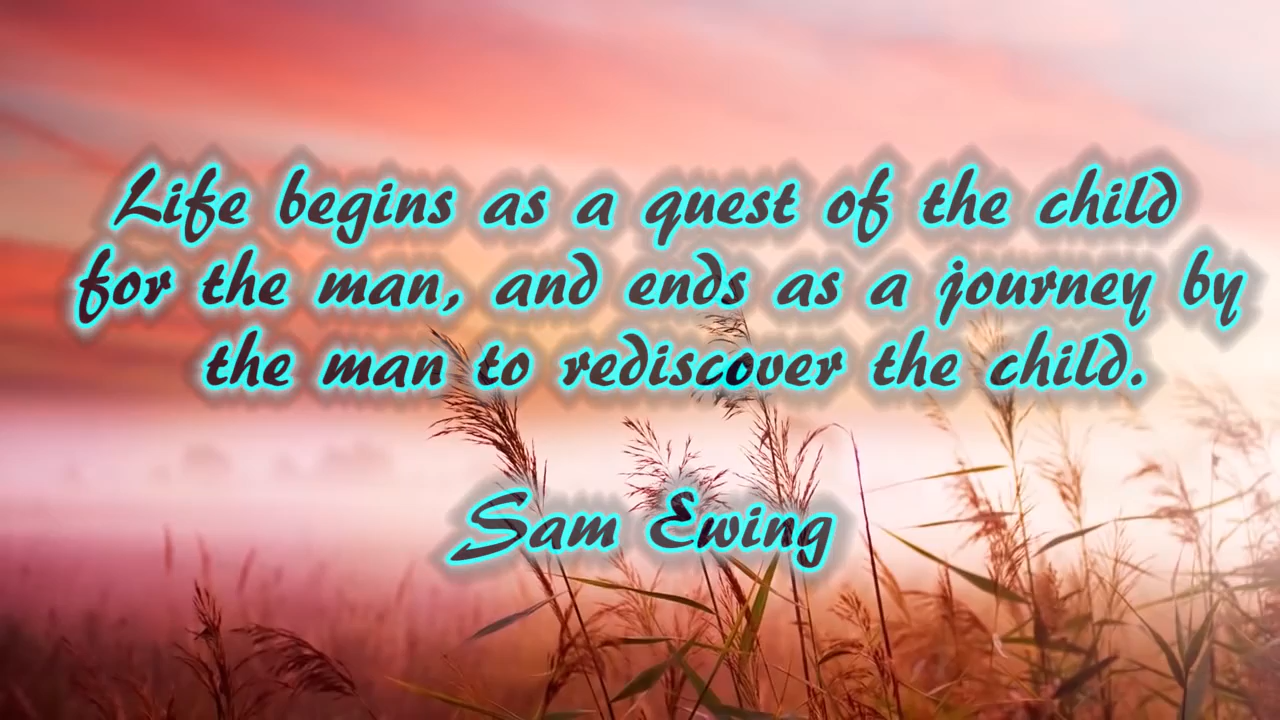 Life begins as a quest of the child
for the man, and ends as a journey by
the man to rediscover the child.
Sam Ewing